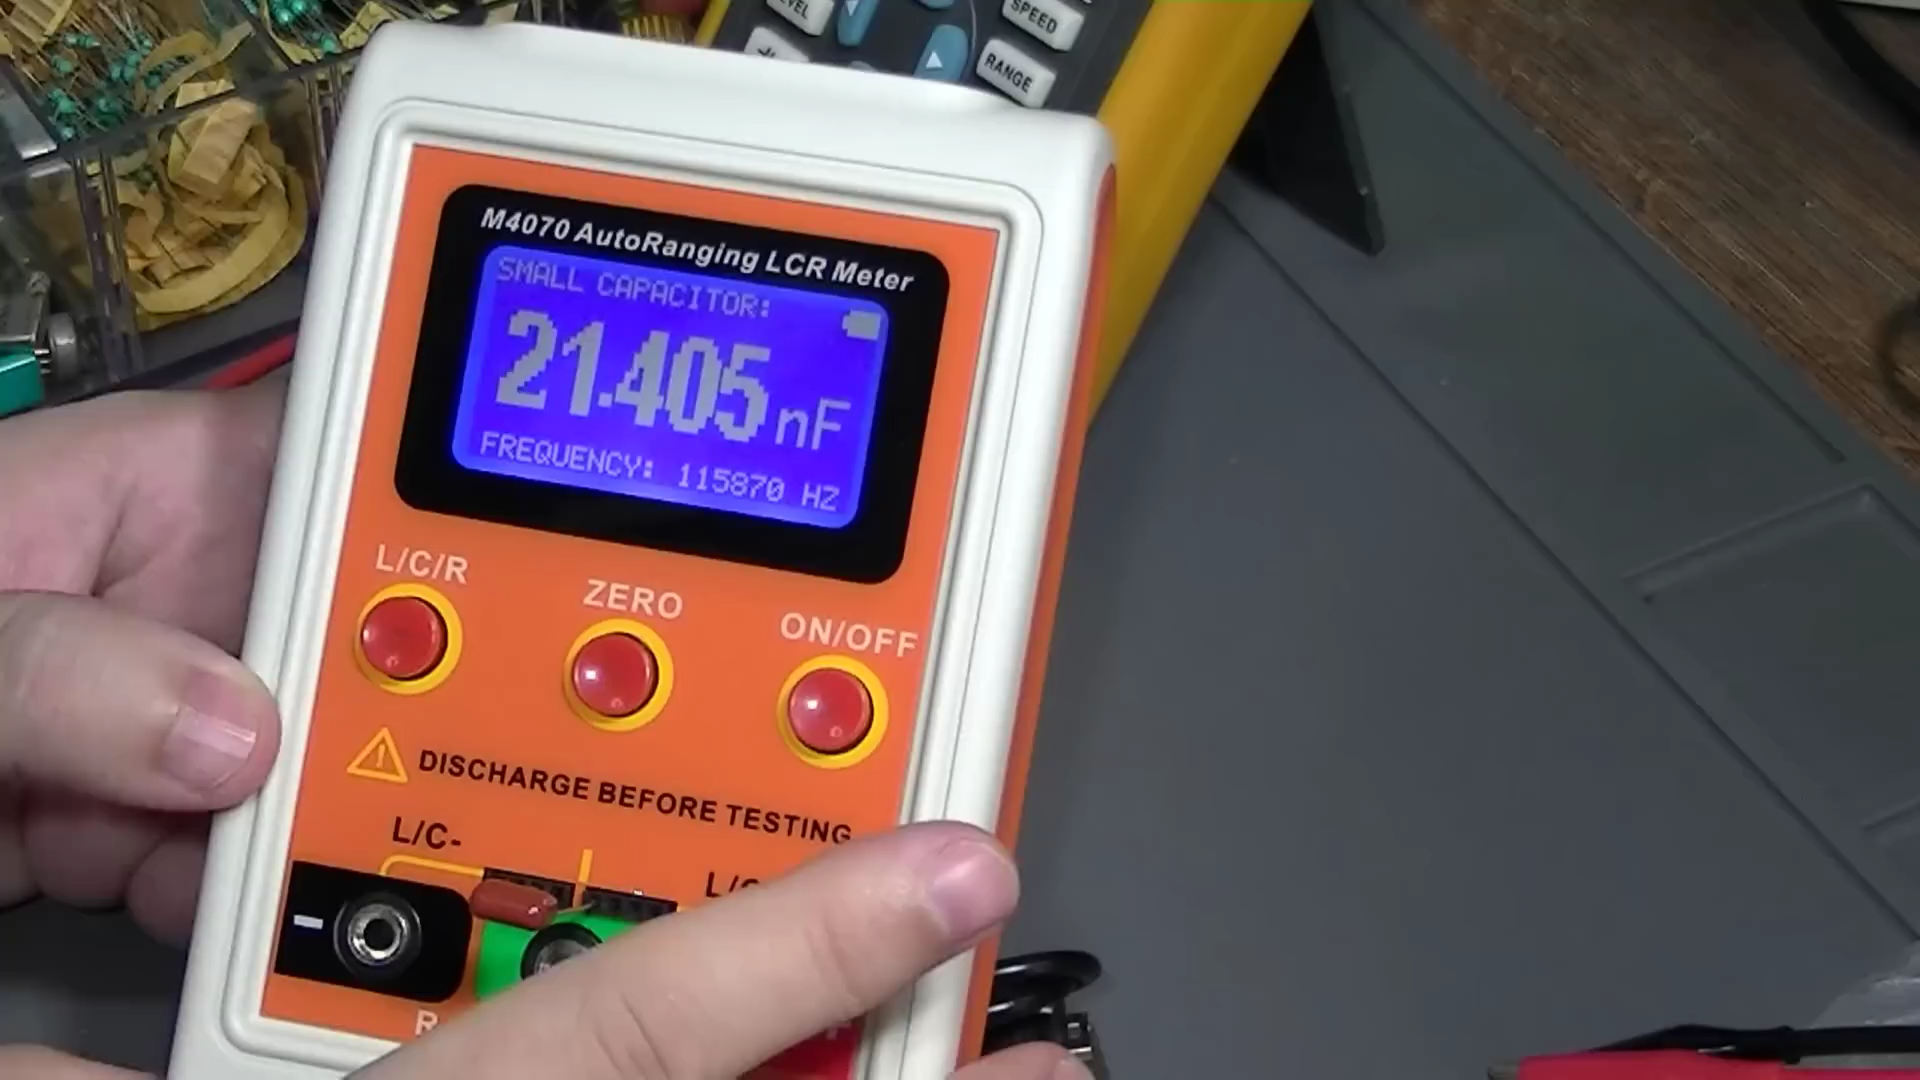 SPEED
RANGE
M4070 AutoRanging LCR Meter
SMALL CAPACITOR:
21.405 nF
FREQUENCY: 115870 HZ
L/C/R
ZERO
ON/OFF
DISCHARGE BEFORE TESTING
L/C-